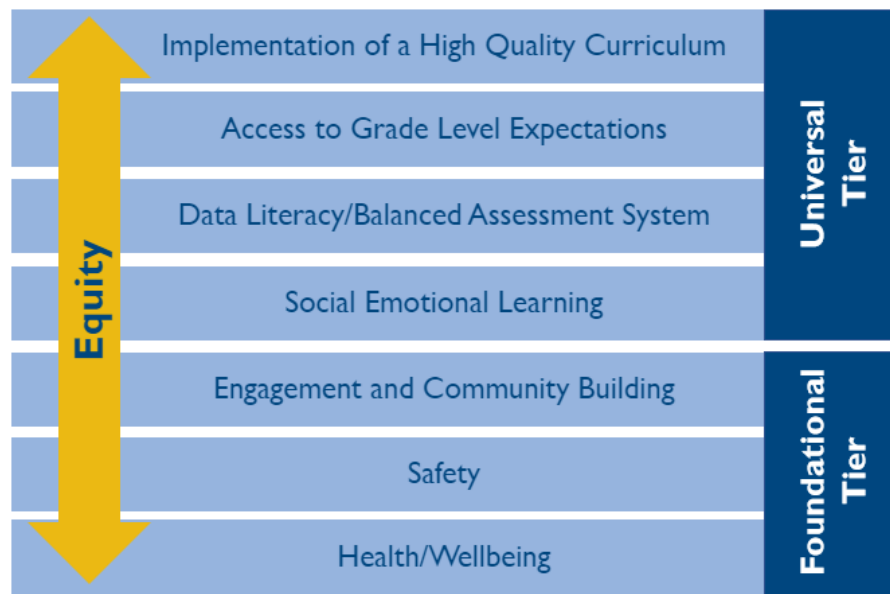 Implementation of a High Quality Curriculum
Access to Grade Level Expectations
Data Literacy/Balanced Assessment System
Social Emotional Learning
Engagement and Community Building
Safety
Health/Wellbeing
Equity
Universal
Tier
Foundational
Tier